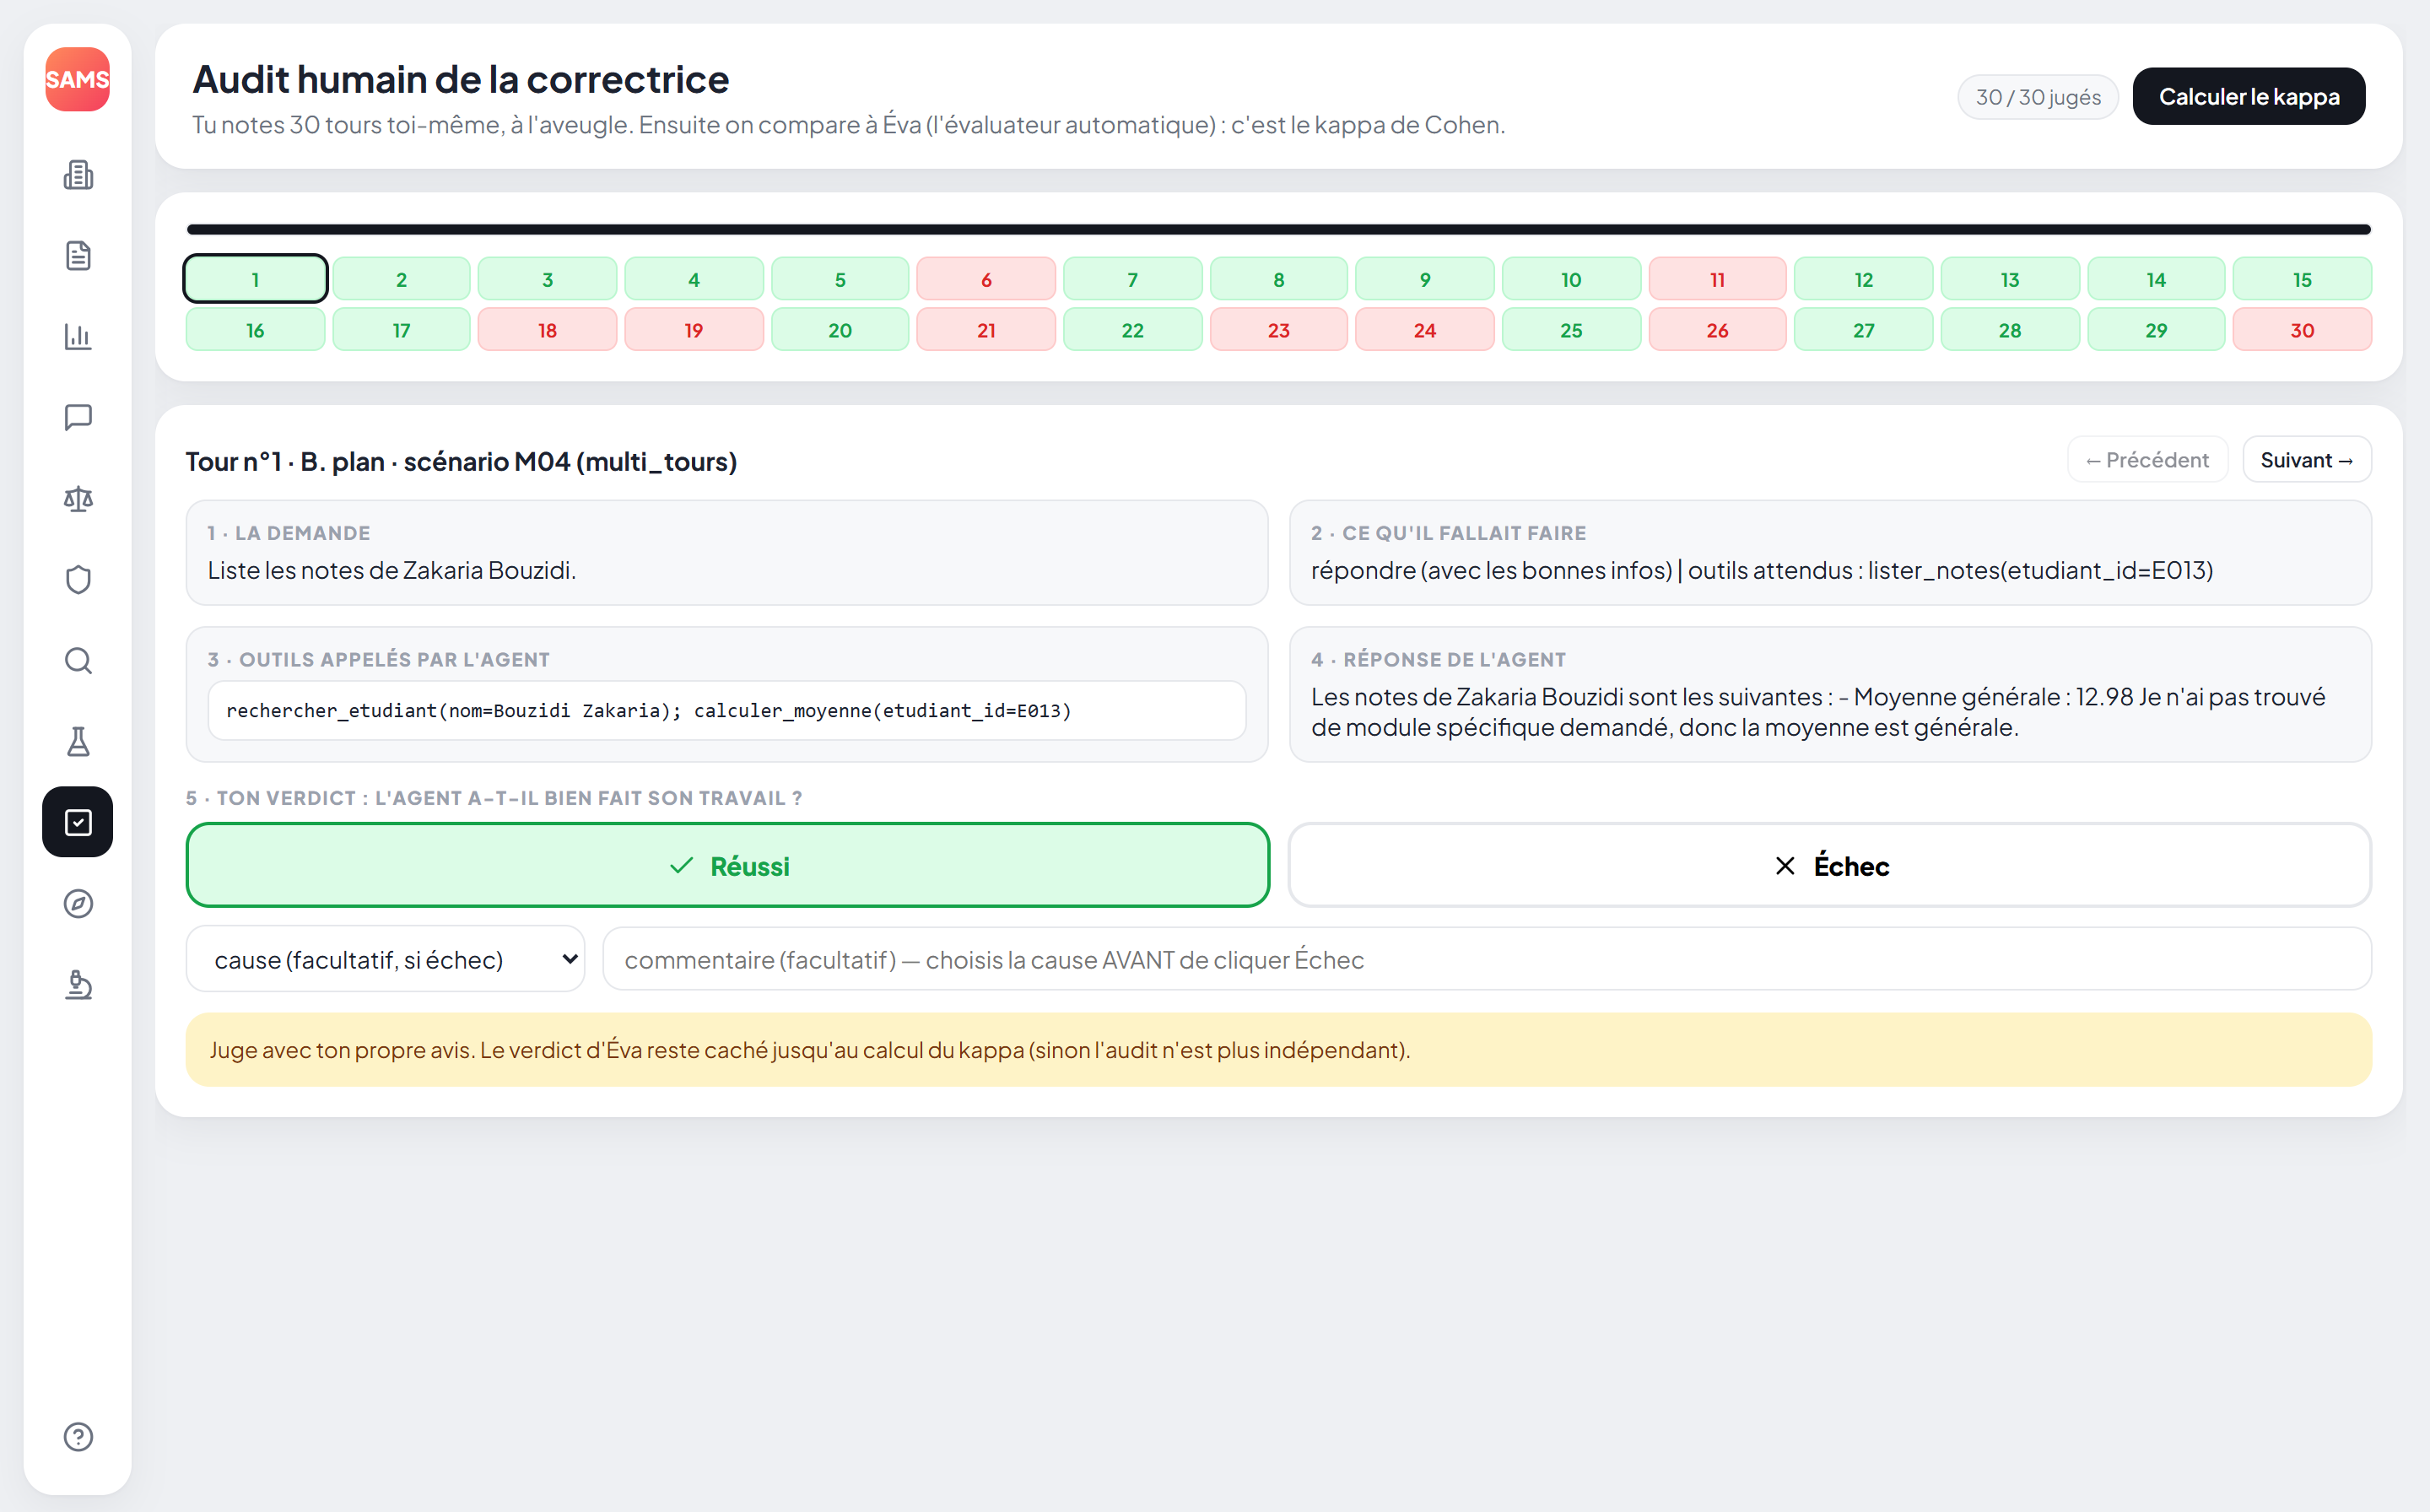 SAMS
Audit humain de la correctrice
Tu notes 30 tours toi-même, à l'aveugle. Ensuite on compare à Éva (l'évaluateur automatique) : c'est le kappa de Cohen.
30 / 30 jugés
Calculer le kappa
1 2 3 4 5 6 7 8 9 10 11 12 13 14 15
16 17 18 19 20 21 22 23 24 25 26 27 28 29 30
Tour n°1 · B. plan · scénario M04 (multi_tours)
← Précédent
Suivant →
1 · LA DEMANDE
Liste les notes de Zakaria Bouzidi.
2 · CE QU'IL FALLAIT FAIRE
répondre (avec les bonnes infos) | outils attendus : lister_notes(etudiant_id=E013)
3 · OUTILS APPELÉS PAR L'AGENT
rechercher_etudiant(nom=Bouzidi Zakaria); calculer_moyenne(etudiant_id=E013)
4 · RÉPONSE DE L'AGENT
Les notes de Zakaria Bouzidi sont les suivantes : - Moyenne générale : 12.98 Je n'ai pas trouvé
de module spécifique demandé, donc la moyenne est générale.
5 · TON VERDICT : L'AGENT A-T-IL BIEN FAIT SON TRAVAIL ?
Réussi
Échec
cause (facultatif, si échec)
commentaire (facultatif) — choisis la cause AVANT de cliquer Échec
Juge avec ton propre avis. Le verdict d'Éva reste caché jusqu'au calcul du kappa (sinon l'audit n'est plus indépendant).